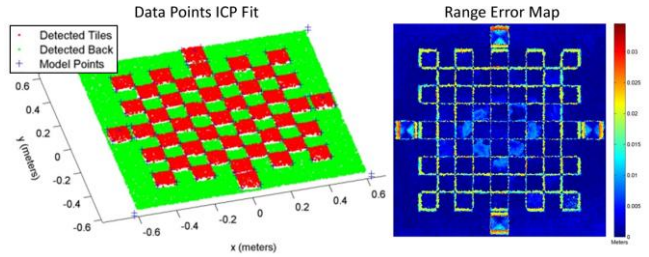 Data Points ICP Fit
Detected Tiles
Detected Back
Model Points
0.6
0.4
0.2
0
-0.2
-0.4
-0.6
y (meters)
-0.6
-0.4
-0.2
0
0.2
0.4
0.6
x (meters)
Range Error Map
0.03
0.025
0.02
0.015
0.01
0.005
0
Meters